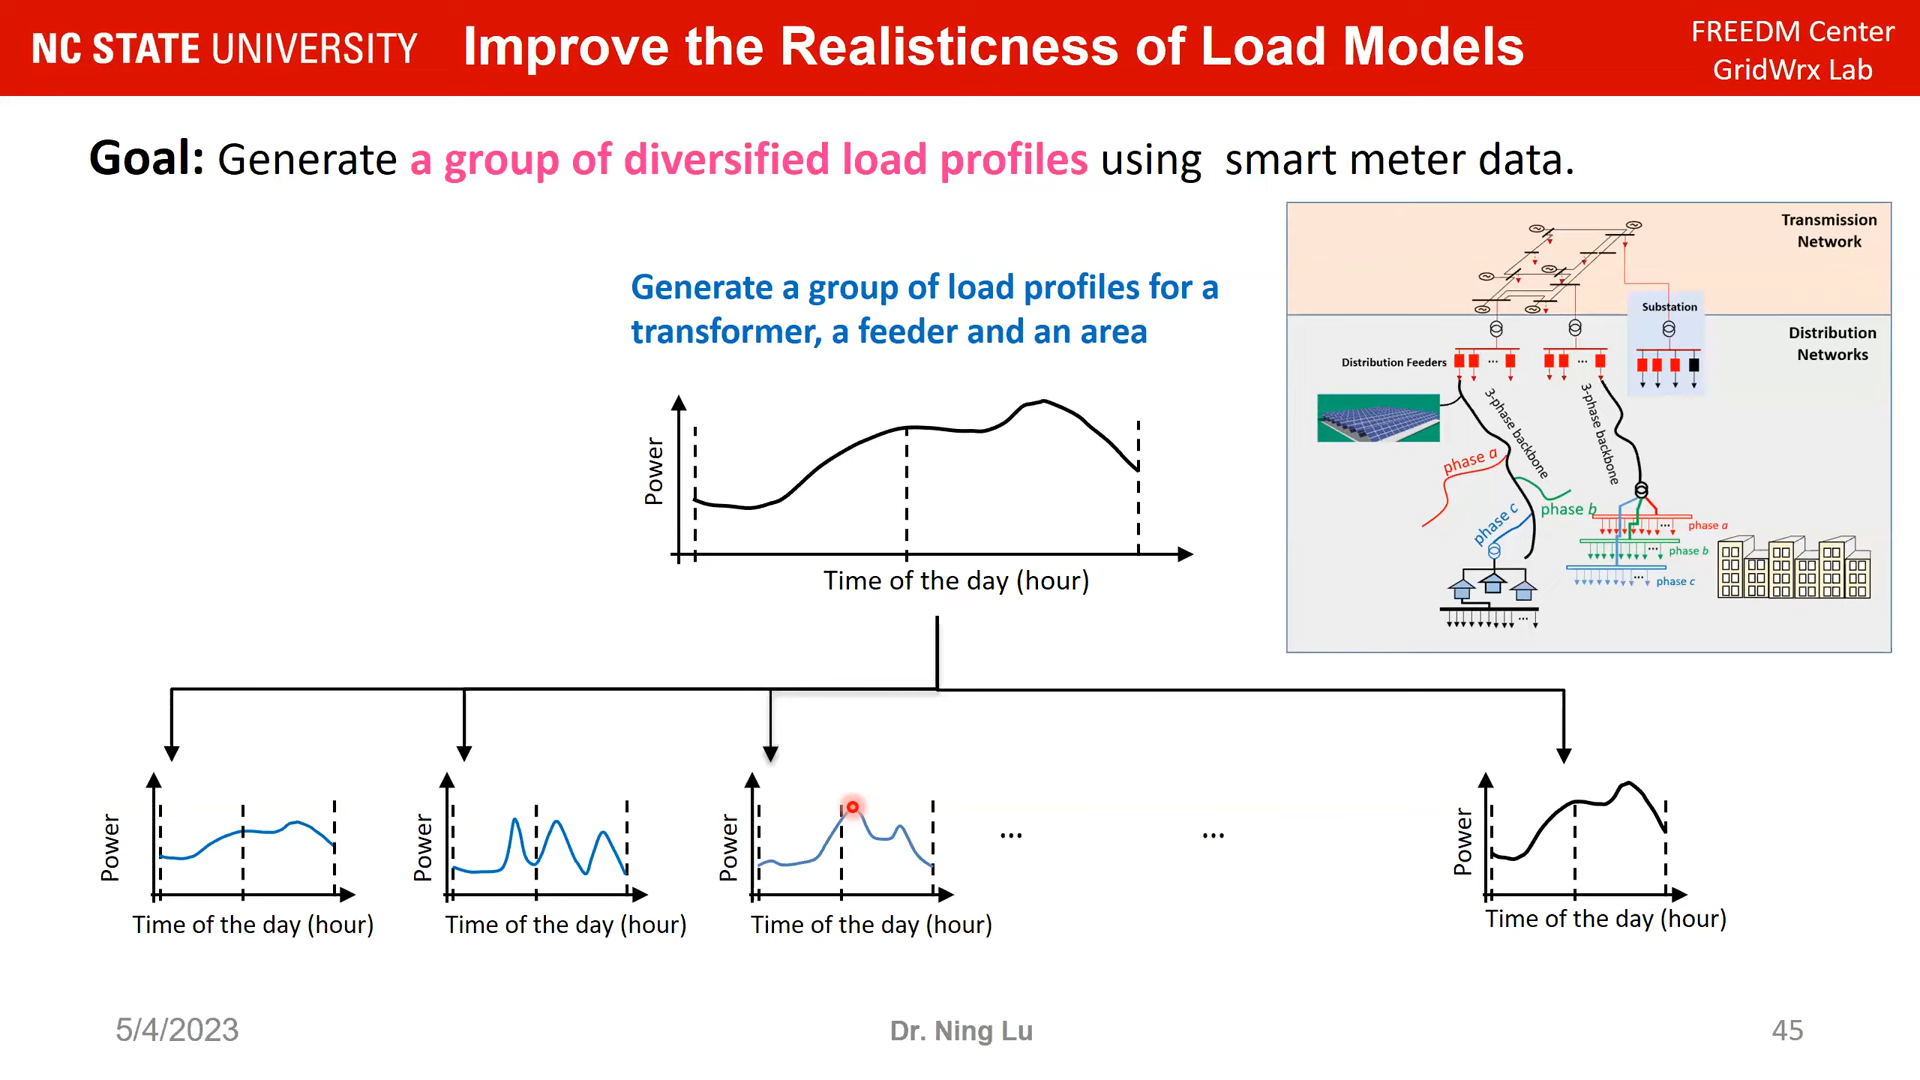 NC STATE UNIVERSITY
Improve the Realisticness of Load Models
FREEDM Center
GridWrx Lab
Goal: Generate a group of diversified load profiles using smart meter data.
Generate a group of load profiles for a
transformer, a feeder and an area
Power
Time of the day (hour)
Transmission
Network
Substation
Distribution
Networks
Distribution Feeders
...
...
3-phase backbone
3-phase backbone
phase a
phase b
phase c
...
phase a
...
phase b
...
phase c
...
Power
Time of the day (hour)
Power
Time of the day (hour)
Power
Time of the day (hour)
...
...
Power
Time of the day (hour)
5/4/2023
Dr. Ning Lu
45